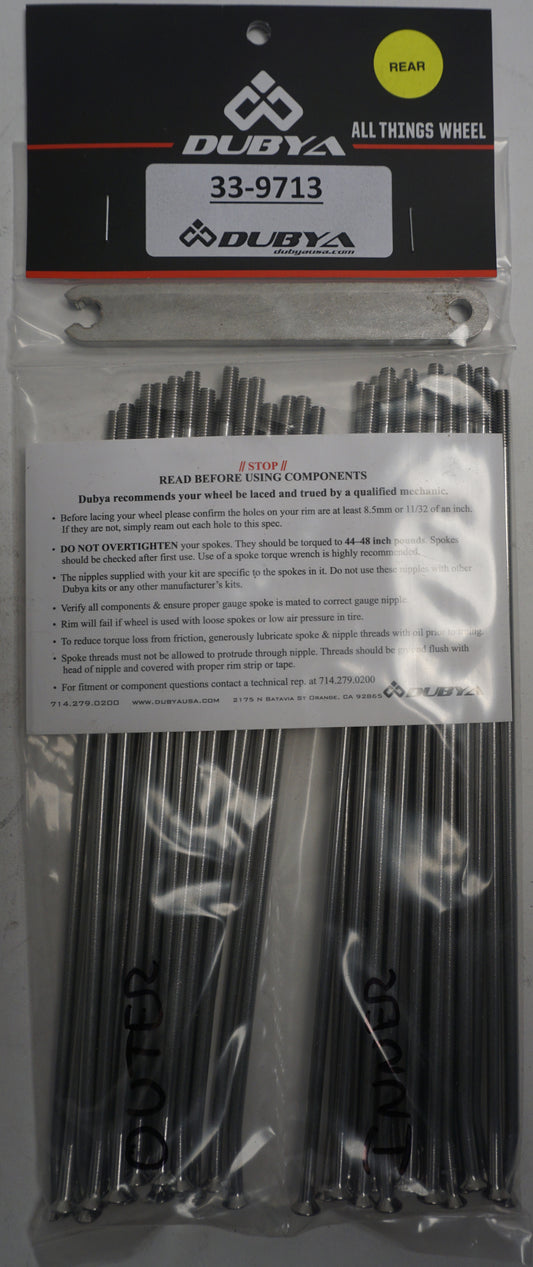 REAR
DUBYA
ALL THINGS WHEEL
33-9713
DUBYA
dubyausa.com
// STOP //
READ BEFORE USING COMPONENTS
Dubya recommends your wheel be laced and trued by a qualified mechanic.
• Before lacing your wheel please confirm the holes on your rim are at least 8.5mm or 11/32 of an inch.
If they are not, simply ream out each hole to this spec.
• DO NOT OVERTIGHTEN your spokes. They should be torqued to 44–48 inch pounds. Spokes
should be checked after first use. Use of a spoke torque wrench is highly recommended.
• The nipples supplied with your kit are specific to the spokes in it. Do not use these nipples with other
Dubya kits or any other manufacturer's kits.
• Verify all components & ensure proper gauge spoke is mated to correct gauge nipple.
• Rim will fail if wheel is used with loose spokes or low air pressure in tire.
• To reduce torque loss from friction, generously lubricate spoke & nipple threads with oil prior to truing.
• Spoke threads must not be allowed to protrude through nipple. Threads should be ground flush with
head of nipple and covered with proper rim strip or tape.
• For fitment or component questions contact a technical rep. at 714.279.0200
DUBYA
714.279.0200 www.dubyausa.com 2175 N Batavia St Orange, CA 92865
OUTER
INNER